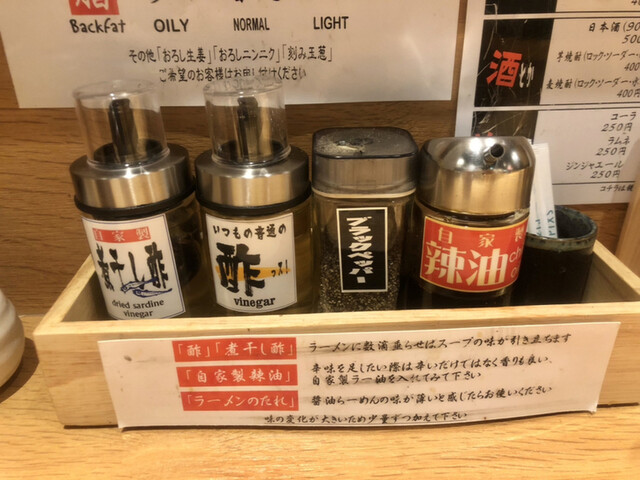 脂
Backfat OILY NORMAL LIGHT
その他「おろし生姜」「おろしニンニク」「刻み玉葱」
ご希望のお客様はお申し付けください
酒
日本酒(90
500
芋焼酎(ロック・ソーダー・
400
麦焼酎(ロック・ソーダー・
400円
コーラ
250円
ラムネ
250円
ジンジャエール
250円
自家製
煮干し酢
dried sardine
vinegar
いつもの普通の
酢っす!
vinegar
ブラックペッパー
自家製
辣油
「酢」「煮干し酢」 ラーメンに数滴垂らせばスープの味が引き立ちます
「自家製辣油」 辛味を足したい際は辛いだけではなく香りも良い、
自家製ラー油を入れてみて下さい
「ラーメンのたれ」 醤油らーめんの味が薄いと感じたらお使いください
味の変化が大きいため少量ずつ加えて下さい